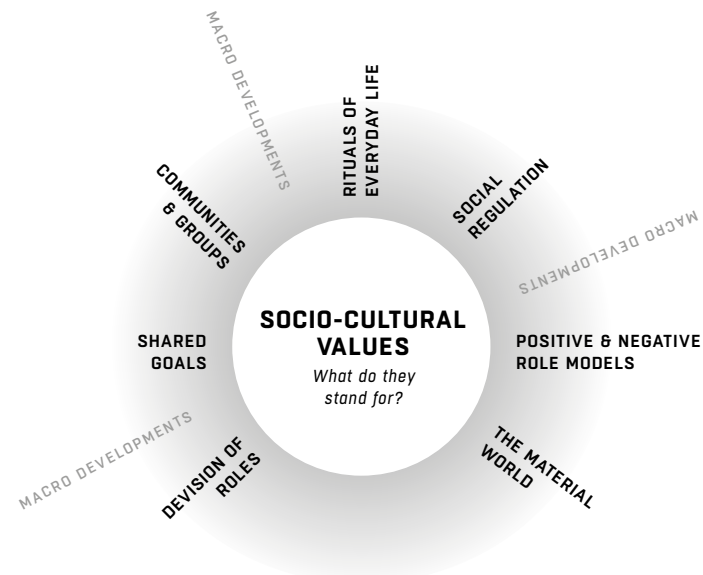 MACRO DEVELOPMENTS
RITUALS OF
EVERYDAY LIFE
COMMUNITIES
& GROUPS
SOCIAL
REGULATION
MACRO DEVELOPMENTS
SOCIO-CULTURAL
VALUES
What do they
stand for?
SHARED
GOALS
POSITIVE & NEGATIVE
ROLE MODELS
MACRO DEVELOPMENTS
DEVISION OF
ROLES
THE MATERIAL
WORLD